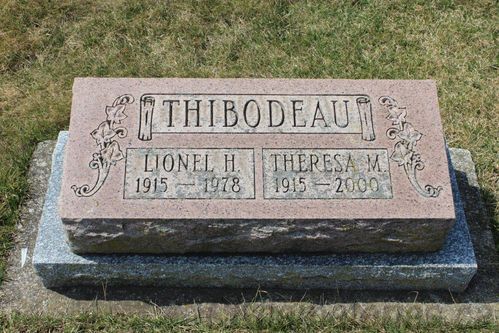 THIBODEAU
LIONEL H. THERESA M.
1915 — 1978 1915 — 2000